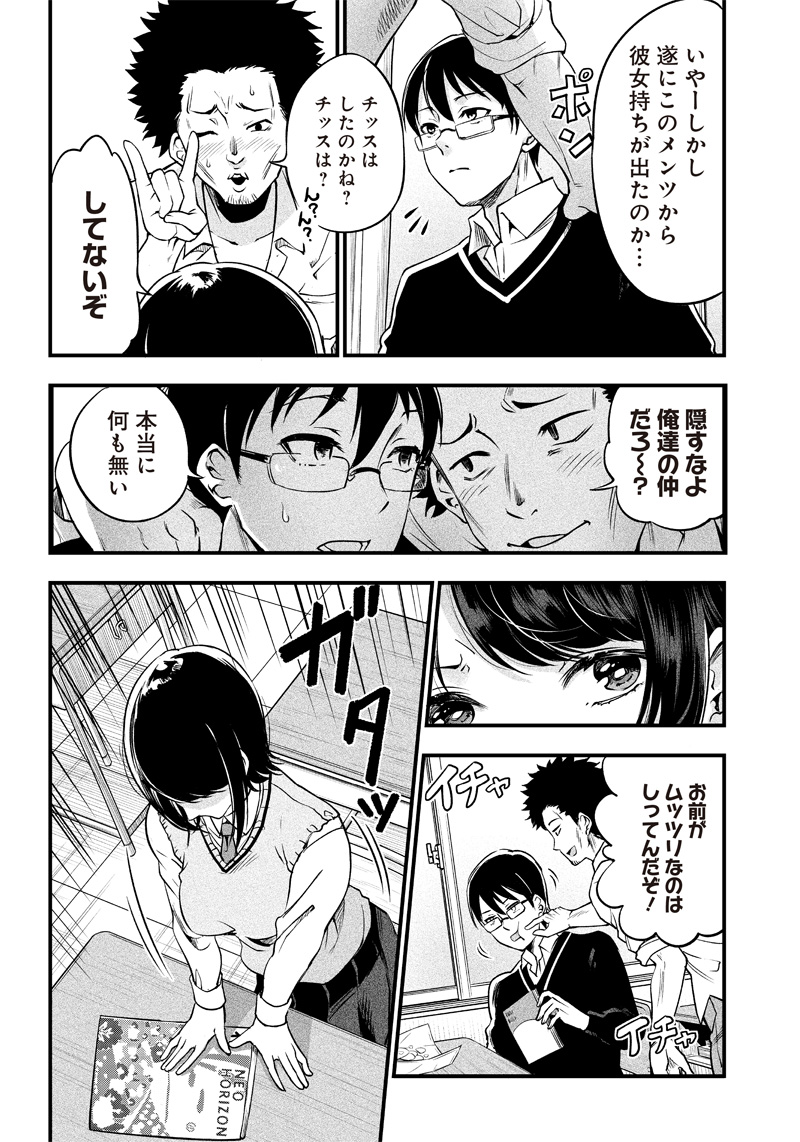 いやーしかし
遂にこのメンツから
彼女持ちが出たのか…
ポン
チッスは
したのかね?
チッスは?
ん?ん?
してないぞ
隠すなよ
俺達の仲
だろ〜?
本当に
何も無い
お前が
ムッツリなのは
しってんだぞ!
イチャ
イチャ
ガタッ
NEO
HORIZON